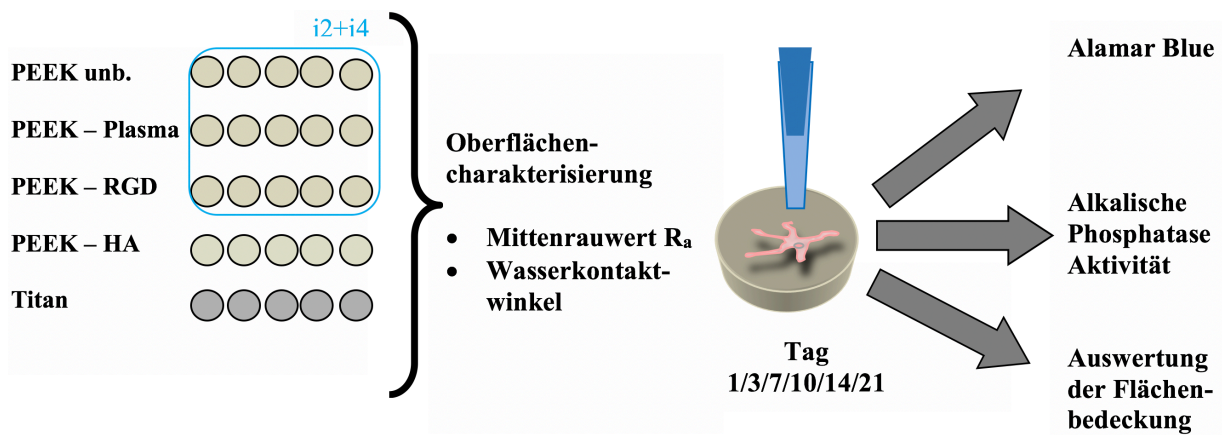 i2+i4
PEEK unb.
PEEK – Plasma
PEEK – RGD
PEEK – HA
Titan
Oberflächen-
charakterisierung
• Mittenrauwert Ra
• Wasserkontakt-
winkel
Tag
1/3/7/10/14/21
Alamar Blue
Alkalische
Phosphatase
Aktivität
Auswertung
der Flächen-
bedeckung